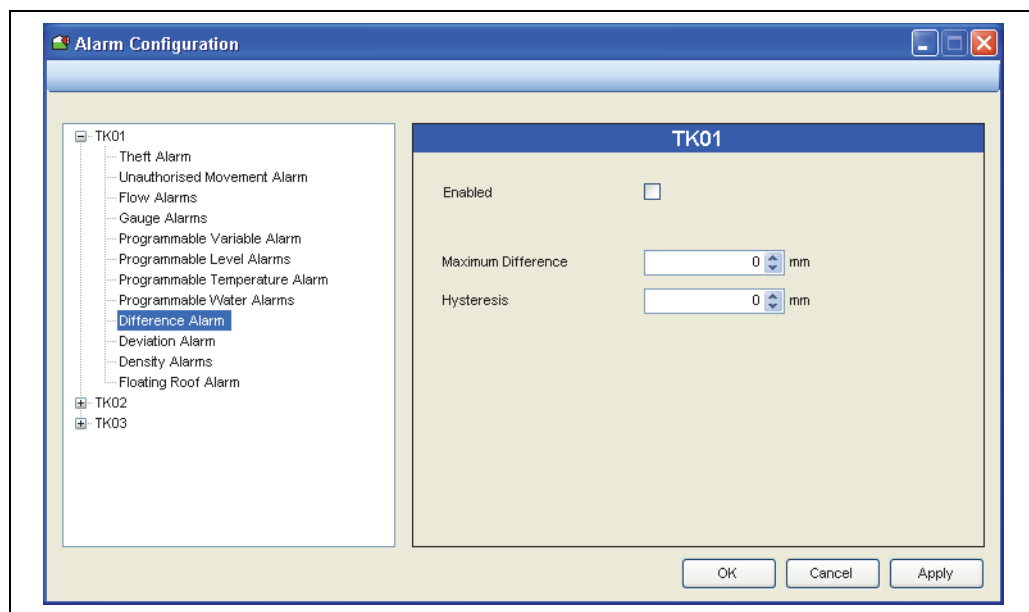 Alarm Configuration
TK01
Theft Alarm
Unauthorised Movement Alarm
Flow Alarms
Gauge Alarms
Programmable Variable Alarm
Programmable Level Alarms
Programmable Temperature Alarm
Programmable Water Alarms
Difference Alarm
Deviation Alarm
Density Alarms
Floating Roof Alarm
TK02
TK03
TK01
Enabled
Maximum Difference 0 mm
Hysteresis 0 mm
OK Cancel Apply